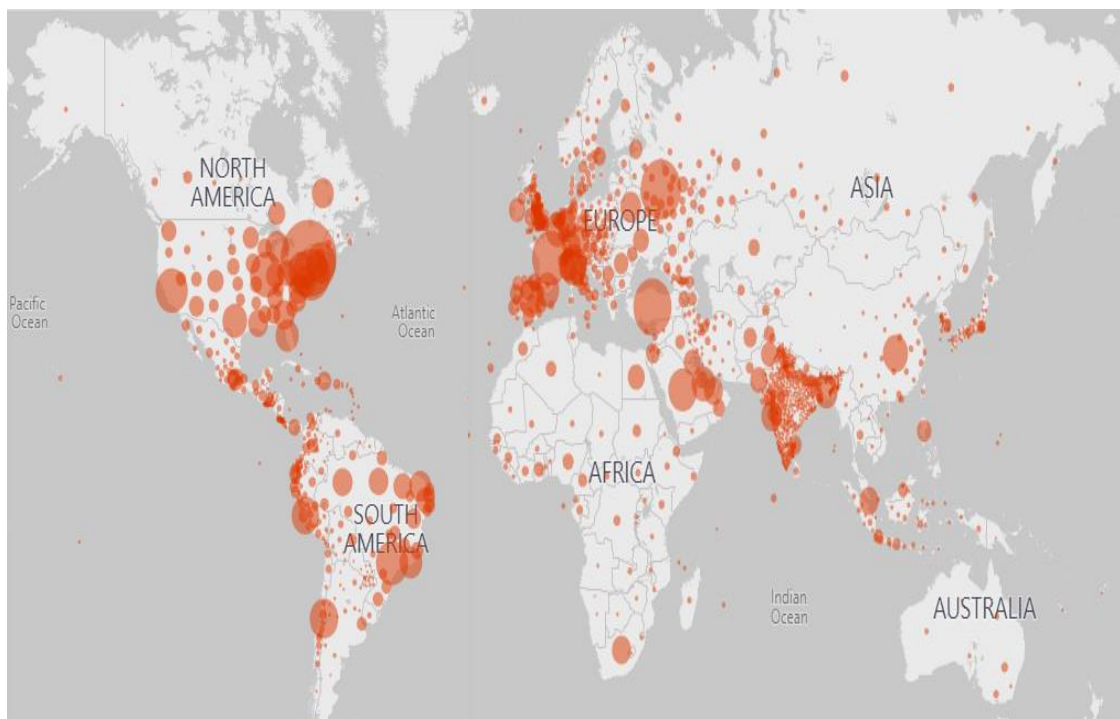 NORTH
AMERICA
ASIA
EUROPE
Pacific
Ocean
Atlantic
Ocean
AFRICA
SOUTH
AMERICA
Indian
Ocean
AUSTRALIA